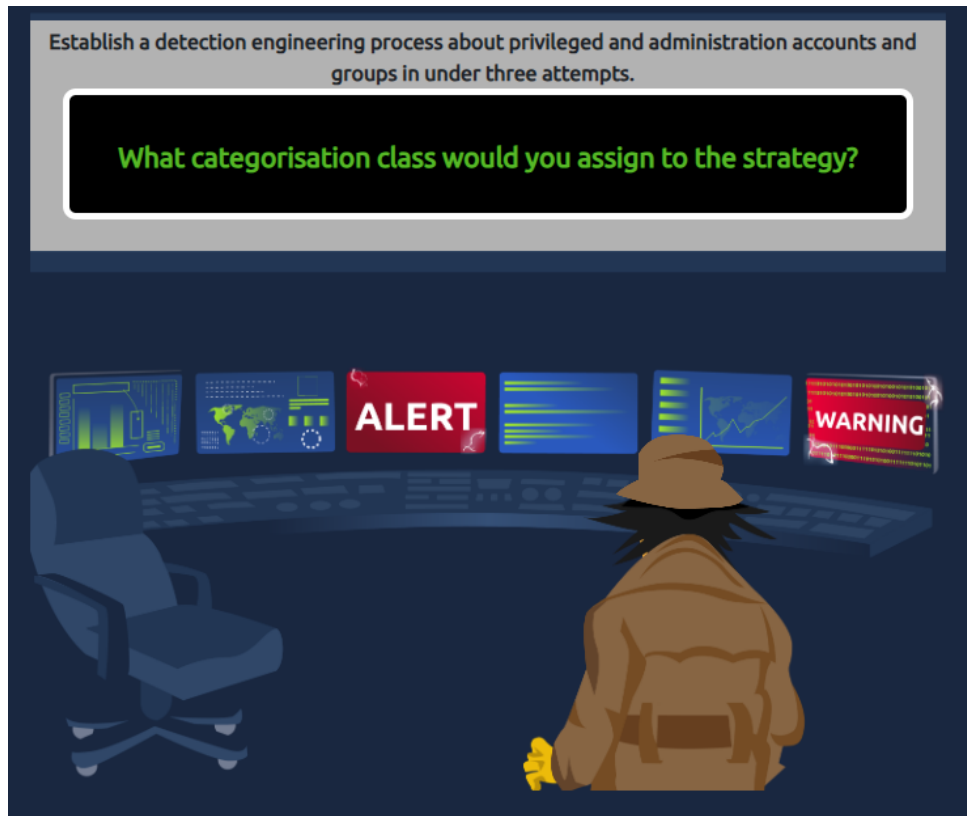 Establish a detection engineering process about privileged and administration accounts and
groups in under three attempts.
What categorisation class would you assign to the strategy?
ALERT
WARNING